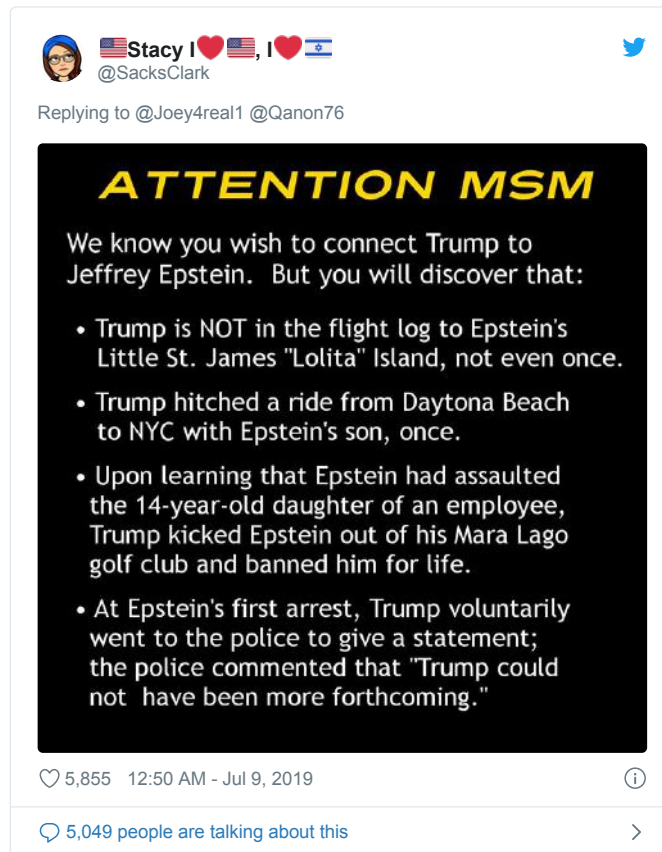 🇺🇸Stacy I❤️🇺🇸, I❤️🇮🇱
@SacksClark
Replying to @Joey4real1 @Qanon76
ATTENTION MSM
We know you wish to connect Trump to
Jeffrey Epstein. But you will discover that:
• Trump is NOT in the flight log to Epstein's
Little St. James "Lolita" Island, not even once.
• Trump hitched a ride from Daytona Beach
to NYC with Epstein's son, once.
• Upon learning that Epstein had assaulted
the 14-year-old daughter of an employee,
Trump kicked Epstein out of his Mara Lago
golf club and banned him for life.
• At Epstein's first arrest, Trump voluntarily
went to the police to give a statement;
the police commented that "Trump could
not have been more forthcoming."
5,855 12:50 AM - Jul 9, 2019
5,049 people are talking about this